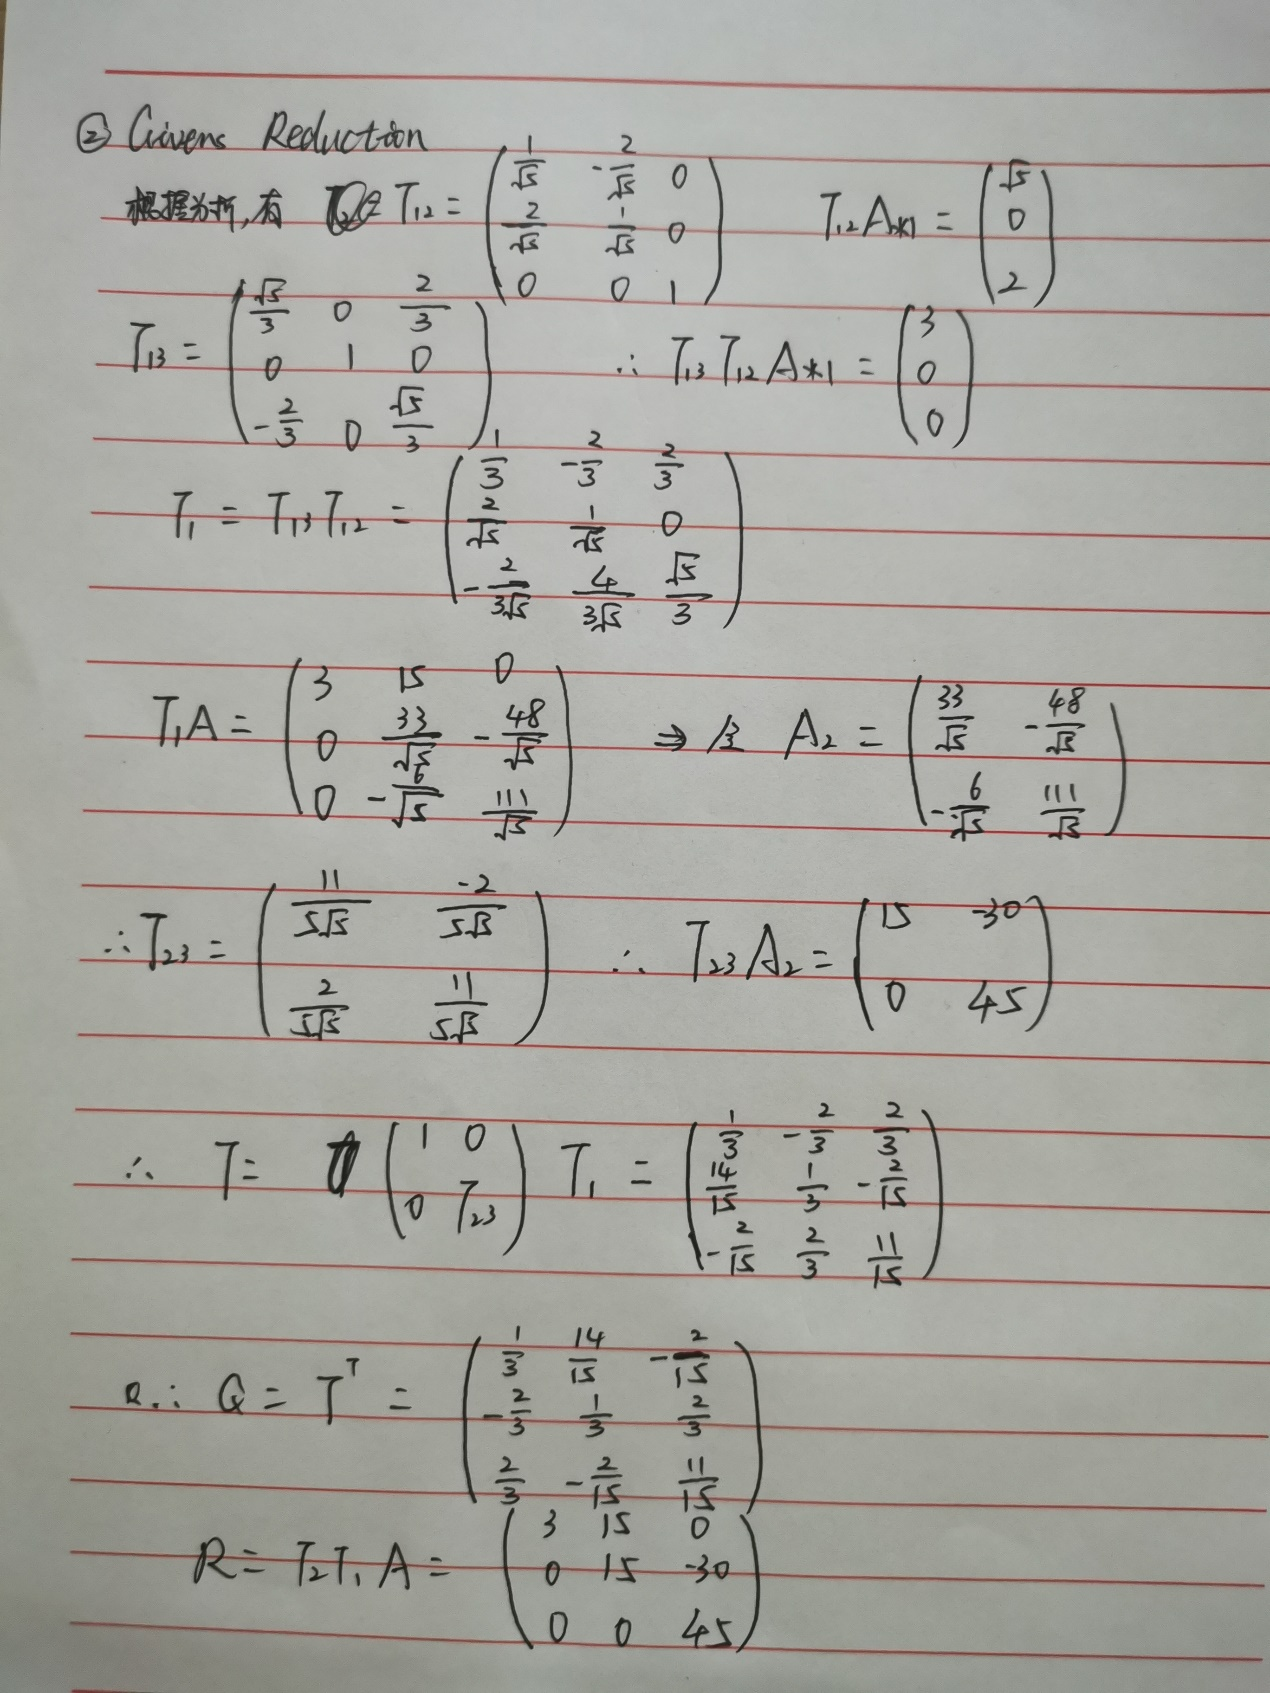 ② Givens Reduction
根据分析,有 T₁₂ = (1/√5 -2/√5 0; 2/√5 1/√5 0; 0 0 1) T₁₂A*1 = (√5; 0; 2)
T₁₃ = (√5/3 0 2/3; 0 1 0; -2/3 0 √5/3) ∴ T₁₃T₁₂A*1 = (3; 0; 0)
T₁ = T₁₃T₁₂ = (1/3 -2/3 2/3; 2/√5 1/√5 0; -2/3√5 4/3√5 √5/3)
T₁A = (3 15 0; 0 33/√5 -48/√5; 0 -6/√5 111/√5) ⇒ 全 A₂ = (33/√5 -48/√5; -6/√5 111/√5)
∴ T₂₃ = (11/5√5 -2/5√5; 2/5√5 11/5√5) ∴ T₂₃A₂ = (15 -30; 0 45)
∴ T = (1 0; 0 T₂₃) T₁ = (1/3 -2/3 2/3; 14/15 1/3 -2/15; -2/15 2/3 11/15)
∴ Q = Tᵀ = (1/3 14/15 -2/15; -2/3 1/3 2/3; 2/3 -2/15 11/15)
R = T₂T₁A = (3 15 0; 0 15 -30; 0 0 45)